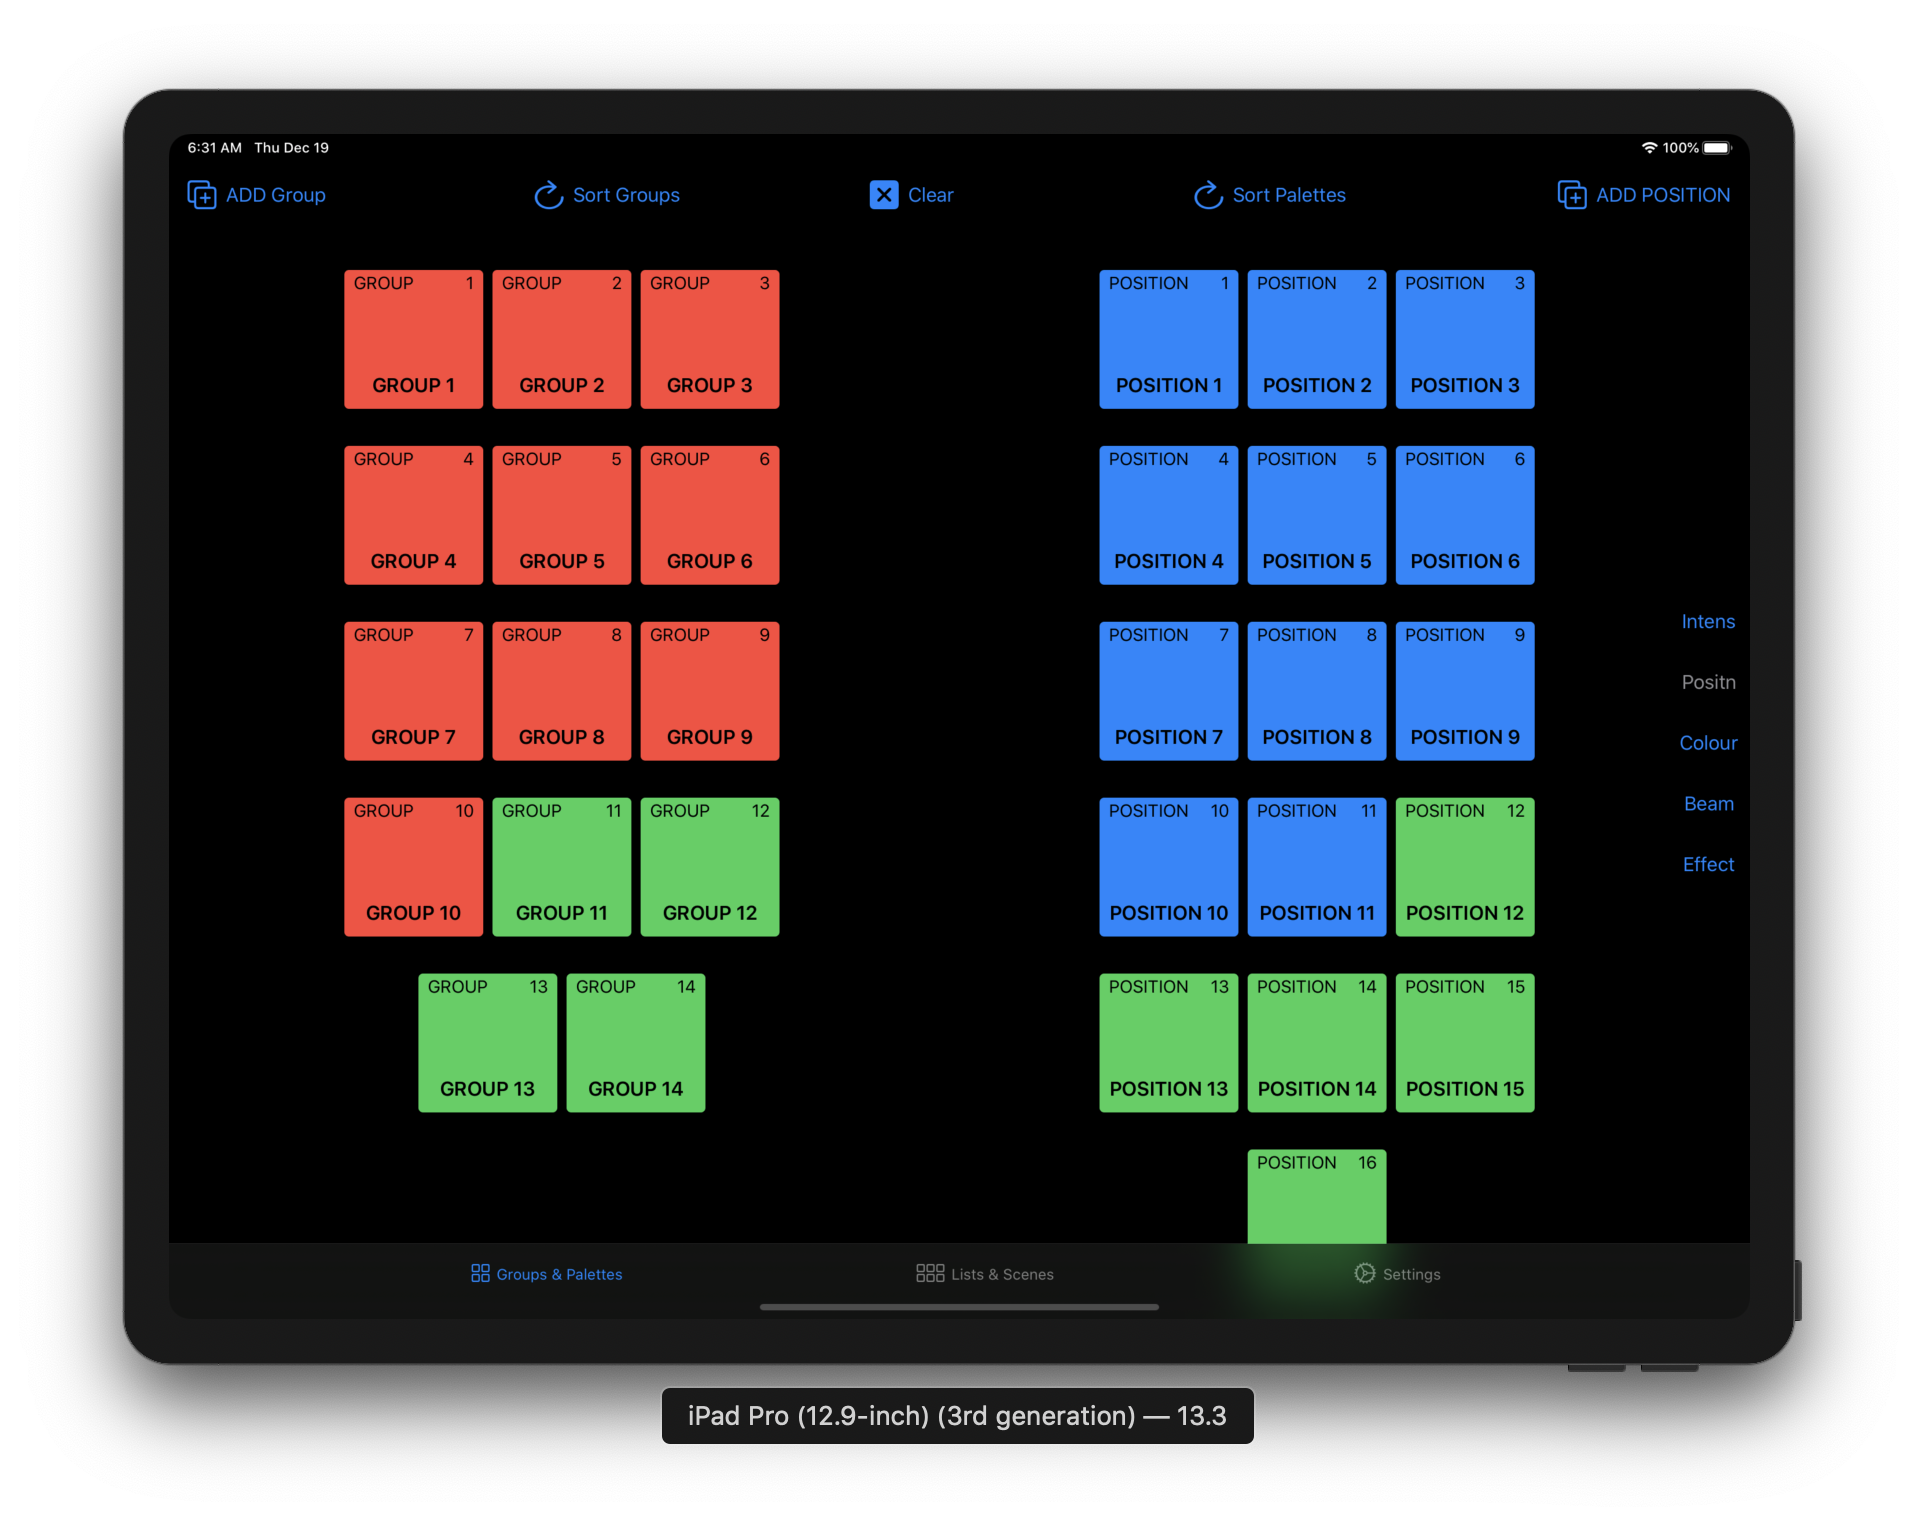 6:31 AM Thu Dec 19 100%
ADD Group Sort Groups Clear Sort Palettes ADD POSITION
GROUP 1 GROUP 2 GROUP 3 POSITION 1 POSITION 2 POSITION 3
GROUP 1 GROUP 2 GROUP 3 POSITION 1 POSITION 2 POSITION 3
GROUP 4 GROUP 5 GROUP 6 POSITION 4 POSITION 5 POSITION 6
GROUP 4 GROUP 5 GROUP 6 POSITION 4 POSITION 5 POSITION 6
Intens
GROUP 7 GROUP 8 GROUP 9 POSITION 7 POSITION 8 POSITION 9
Positn
GROUP 7 GROUP 8 GROUP 9 POSITION 7 POSITION 8 POSITION 9
Colour
Beam
GROUP 10 GROUP 11 GROUP 12 POSITION 10 POSITION 11 POSITION 12
Effect
GROUP 10 GROUP 11 GROUP 12 POSITION 10 POSITION 11 POSITION 12
GROUP 13 GROUP 14 POSITION 13 POSITION 14 POSITION 15
GROUP 13 GROUP 14 POSITION 13 POSITION 14 POSITION 15
POSITION 16
Groups & Palettes Lists & Scenes Settings
iPad Pro (12.9-inch) (3rd generation) — 13.3